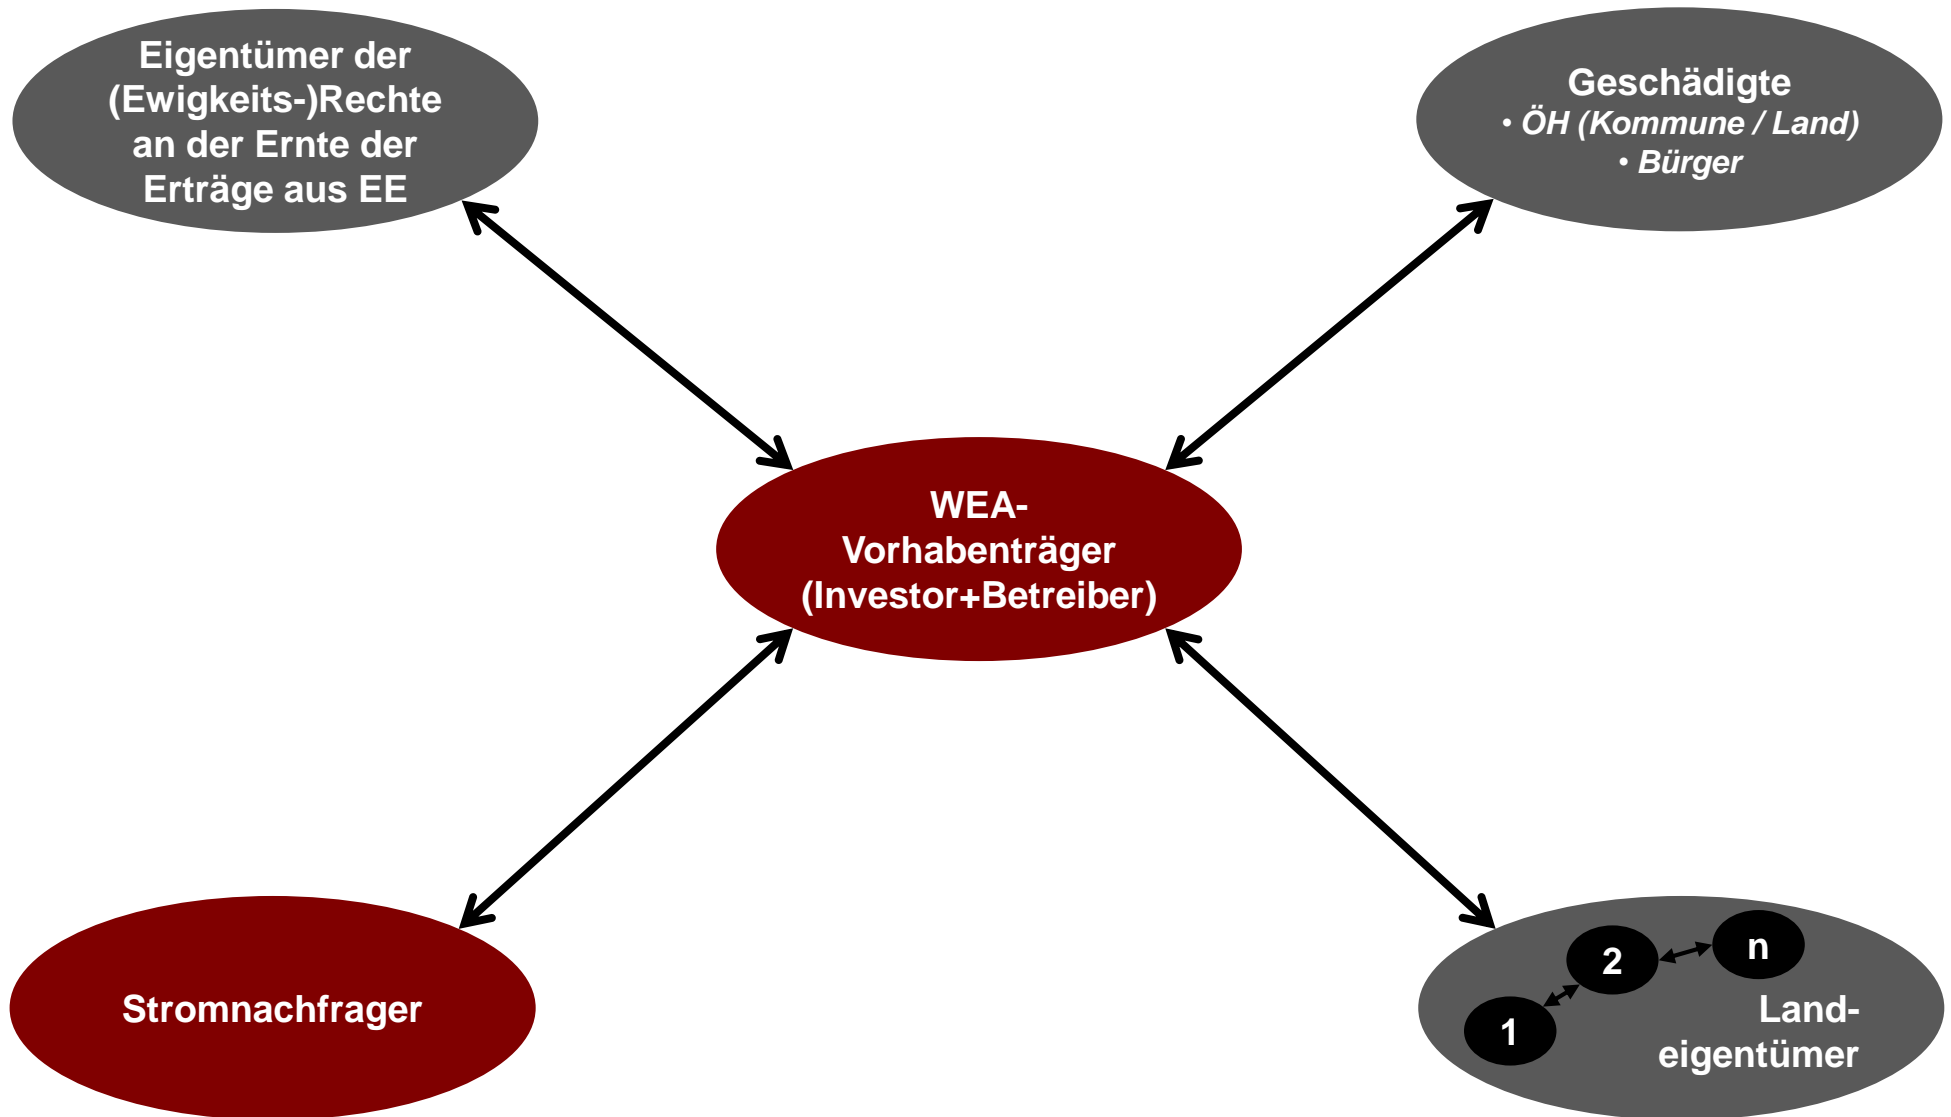 Eigentümer der
(Ewigkeits-)Rechte
an der Ernte der
Erträge aus EE
Geschädigte
• ÖH (Kommune / Land)
• Bürger
WEA-
Vorhabenträger
(Investor+Betreiber)
Stromnachfrager
1
2
n
Land-
eigentümer